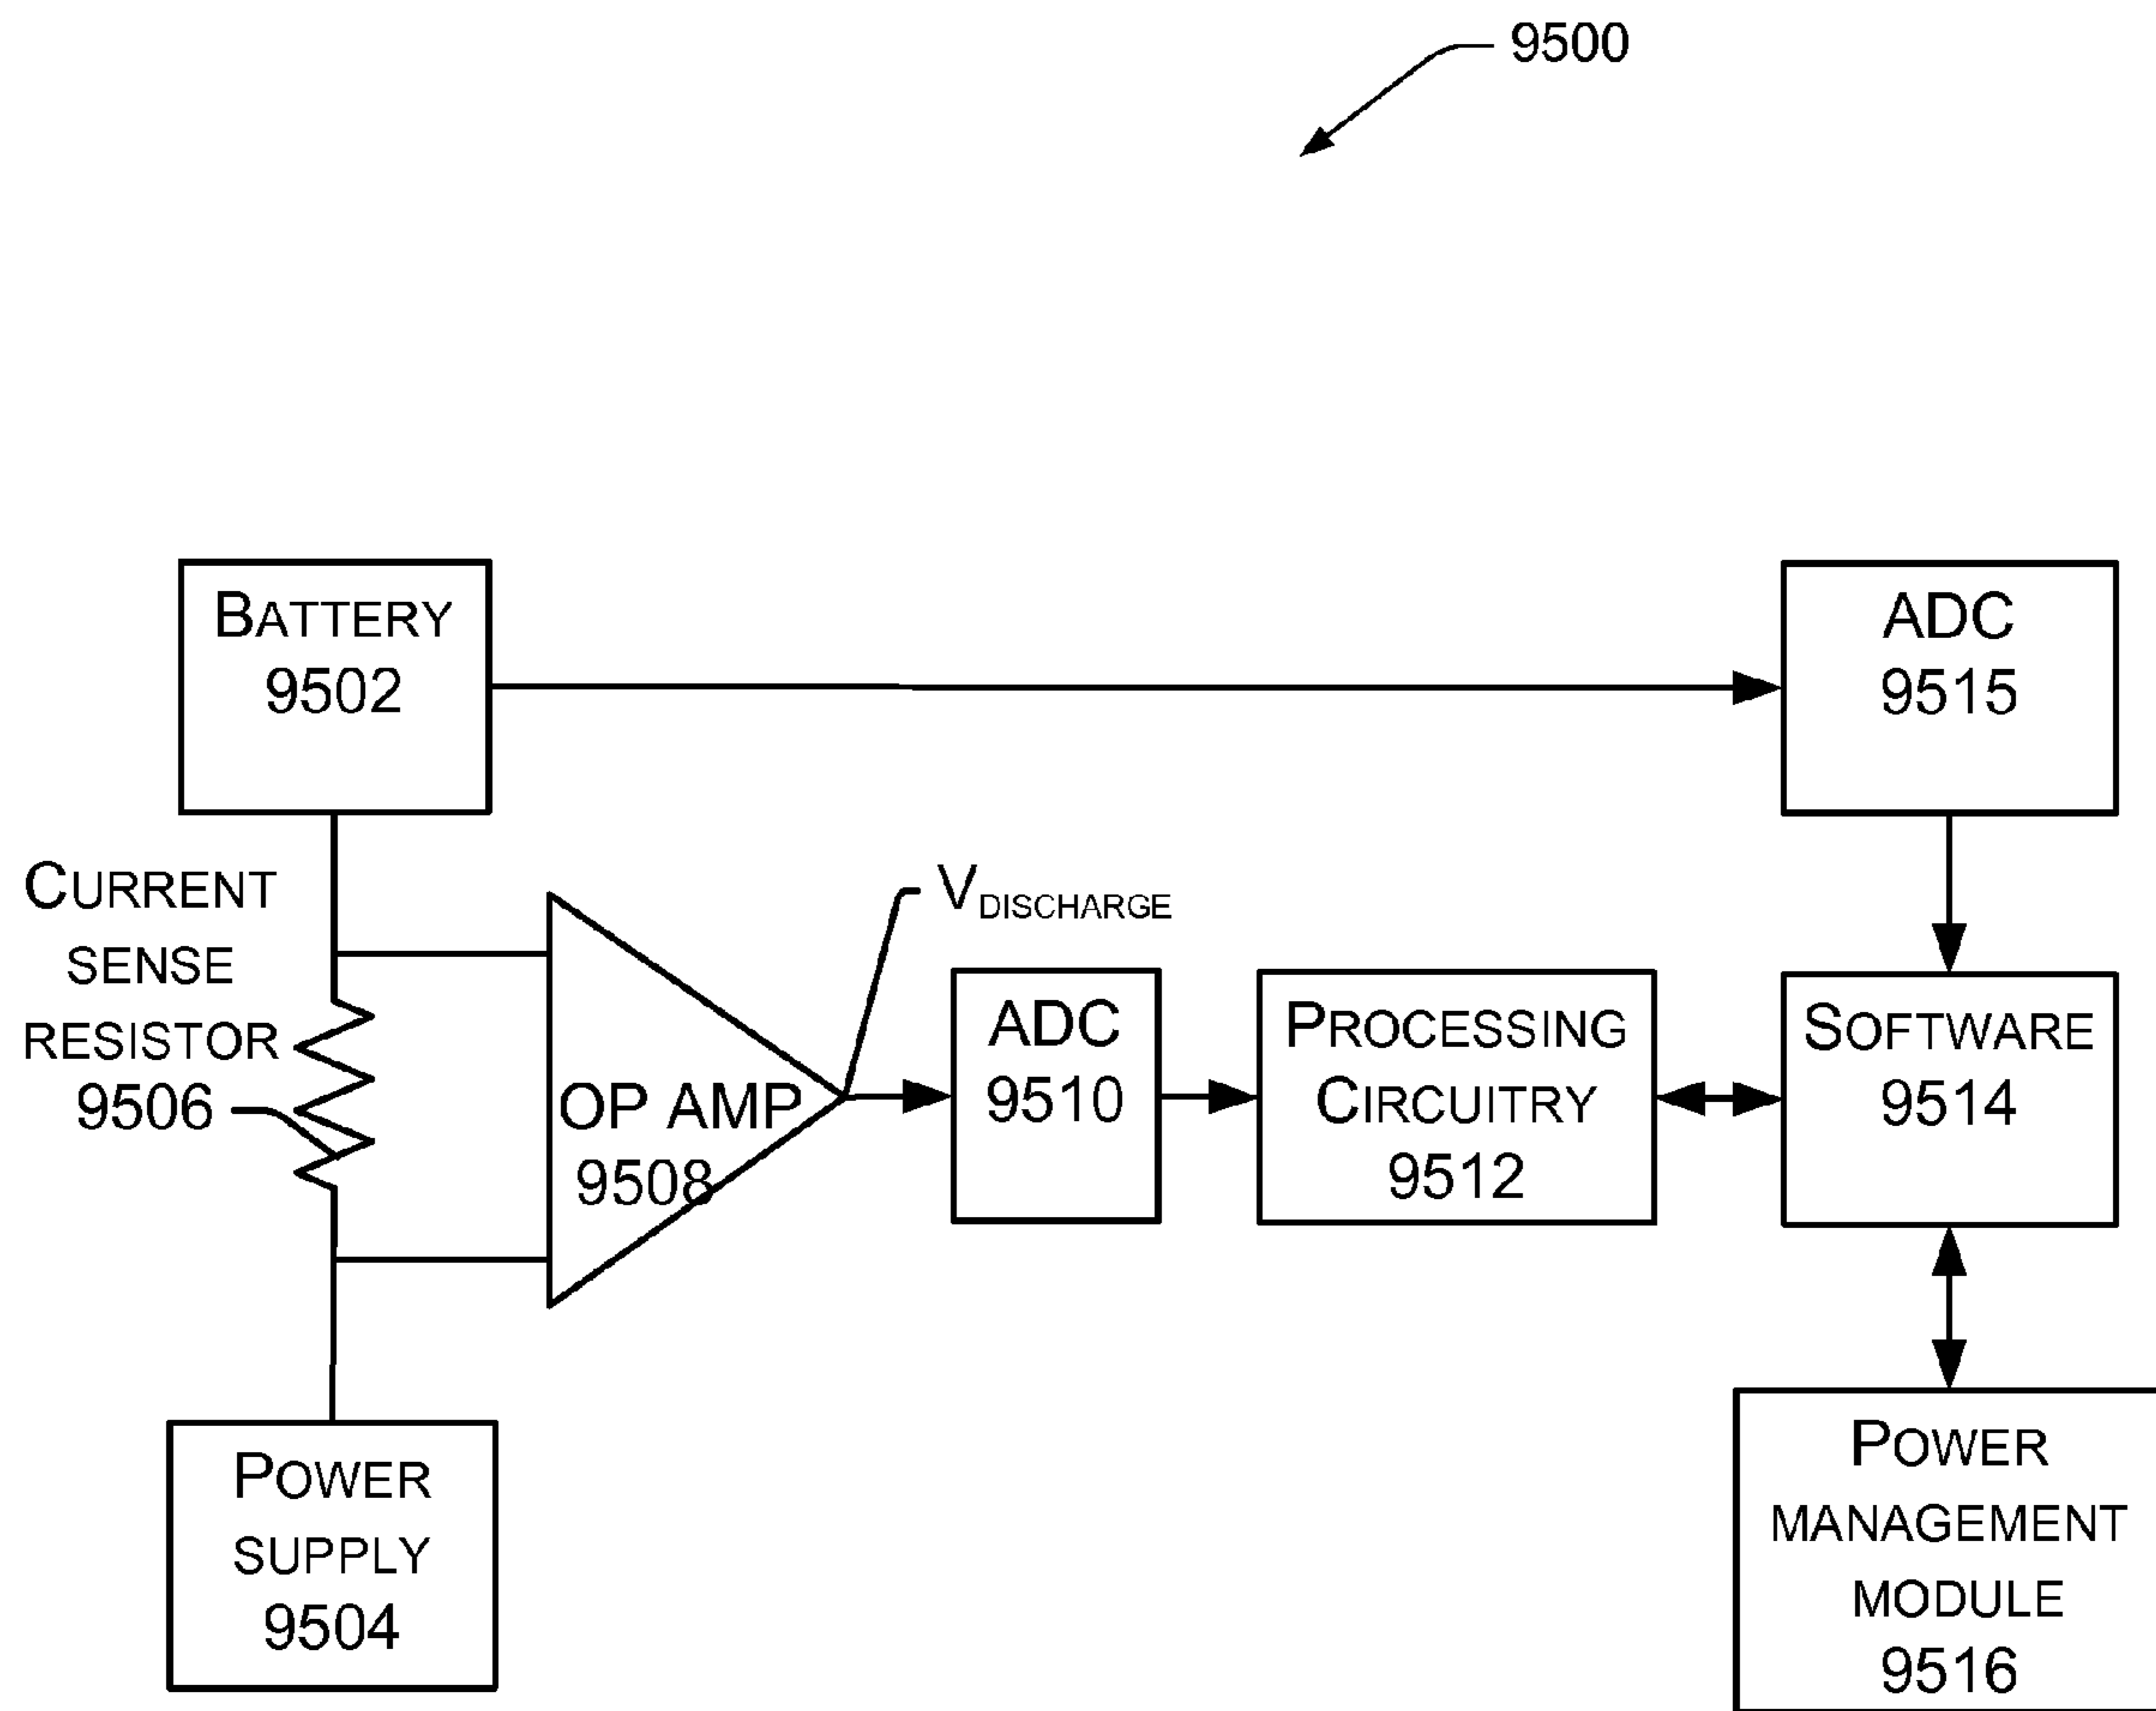 9500
BATTERY
9502
ADC
9515
CURRENT
SENSE
RESISTOR
9506
VDISCHARGE
OP AMP
9508
ADC
9510
PROCESSING
CIRCUITRY
9512
SOFTWARE
9514
POWER
SUPPLY
9504
POWER
MANAGEMENT
MODULE
9516